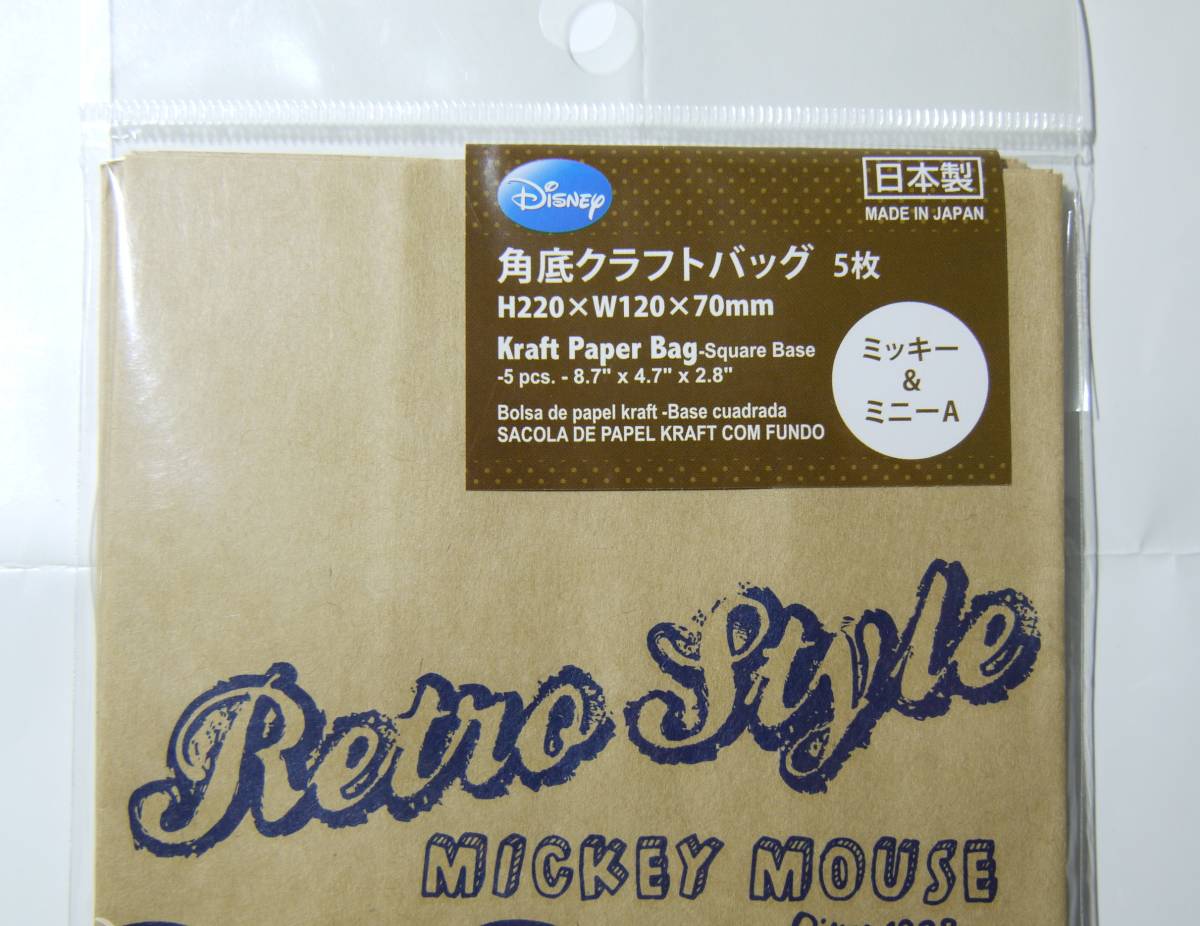 DISNEY
日本製
MADE IN JAPAN
角底クラフトバッグ 5枚
H220×W120×70mm
Kraft Paper Bag-Square Base
-5 pcs. - 8.7" x 4.7" x 2.8"
Bolsa de papel kraft -Base cuadrada
SACOLA DE PAPEL KRAFT COM FUNDO
ミッキー
&
ミニーA
Retro Style
MICKEY MOUSE